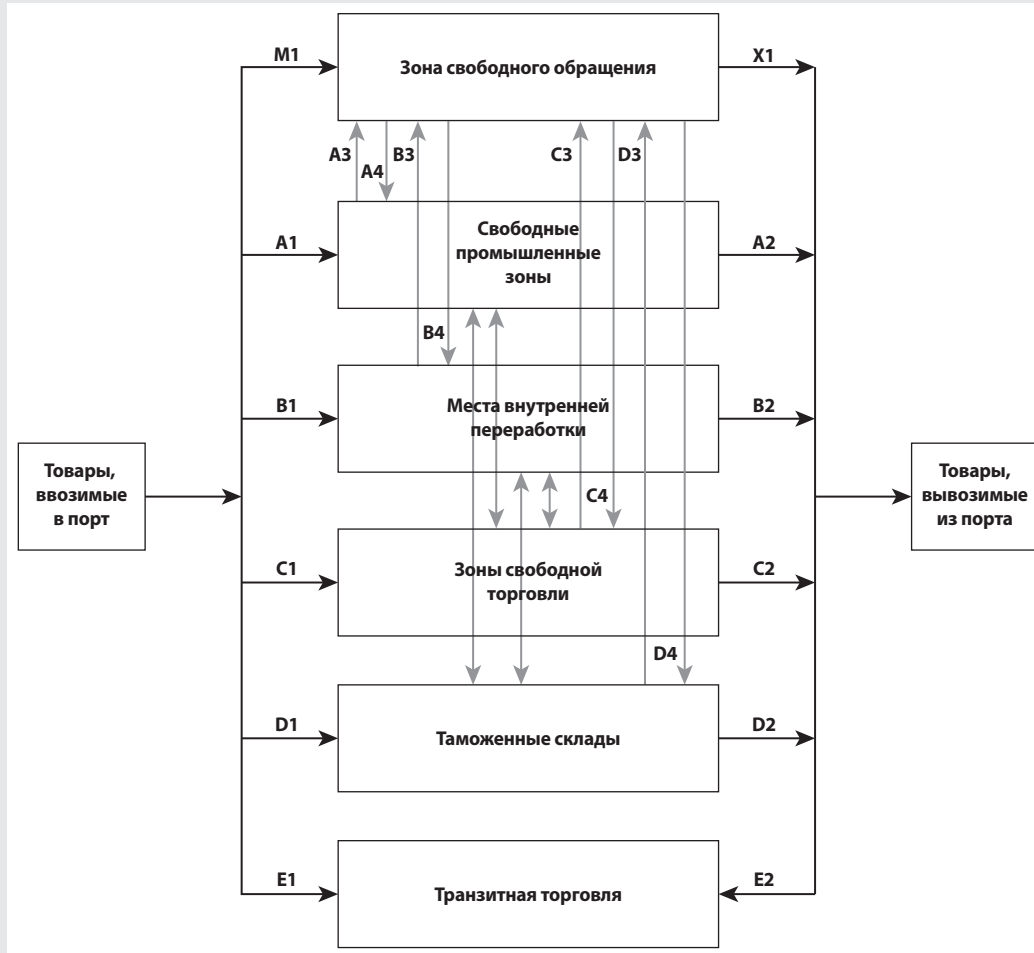 M1
Зона свободного обращения
X1
A3
A4
B3
C3
D3
A1
Свободные
промышленные
зоны
A2
B4
B1
Места внутренней
переработки
B2
Товары,
ввозимые
в порт
Товары,
вывозимые
из порта
C4
C1
Зоны свободной
торговли
C2
D4
D1
Таможенные склады
D2
E1
Транзитная торговля
E2